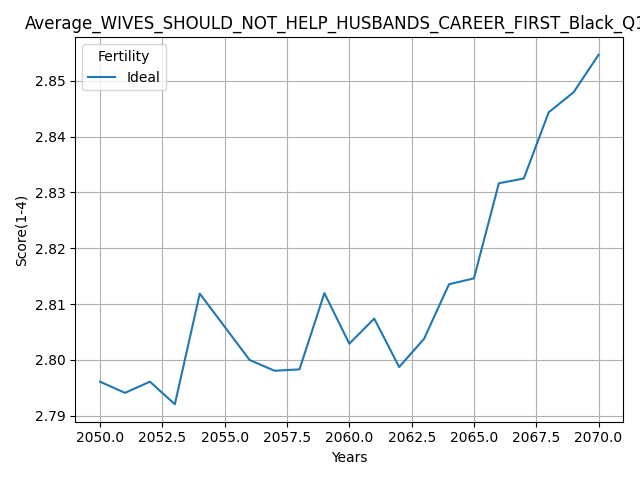 Average_WIVES_SHOULD_NOT_HELP_HUSBANDS_CAREER_FIRST_Black_Q1
Fertility
Ideal
2.85
2.84
2.83
2.82
2.81
2.80
2.79
Score(1-4)
2050.0 2052.5 2055.0 2057.5 2060.0 2062.5 2065.0 2067.5 2070.0
Years